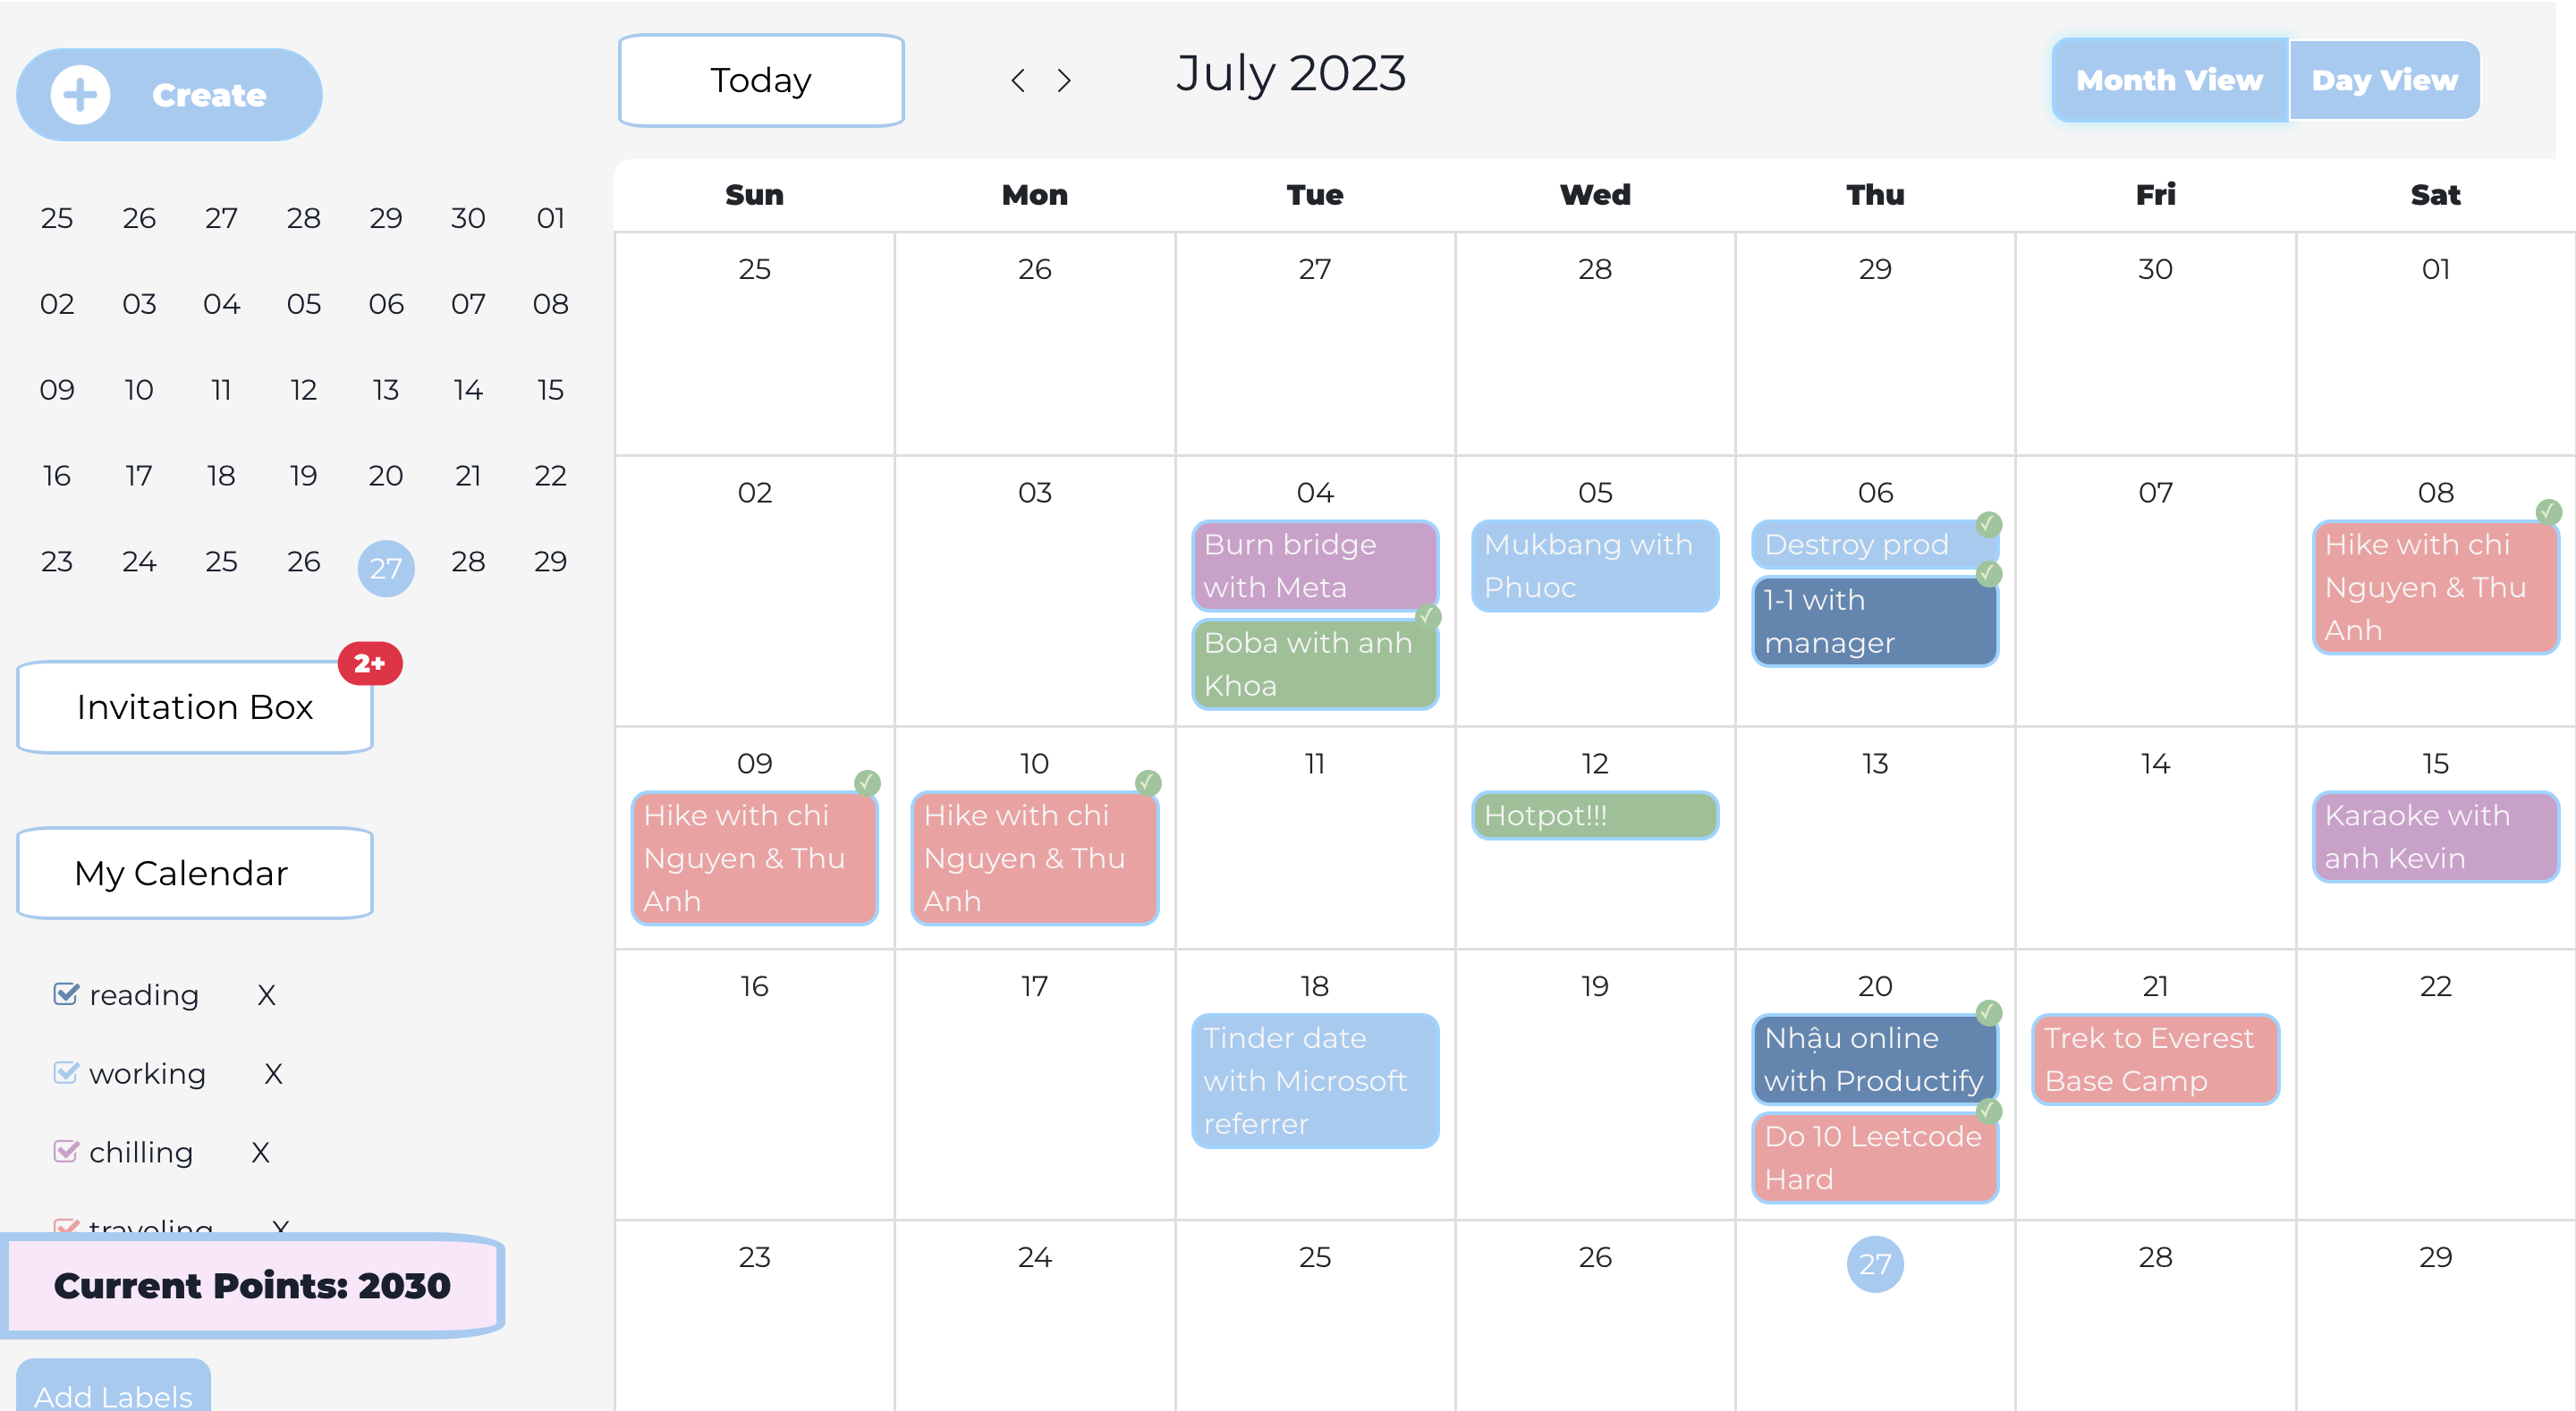 Create
25 26 27 28 29 30 01
02 03 04 05 06 07 08
09 10 11 12 13 14 15
16 17 18 19 20 21 22
23 24 25 26 27 28 29
2+
Invitation Box
My Calendar
reading X
working X
chilling X
traveling X
Current Points: 2030
Add Labels
Today < > July 2023
Month View Day View
Sun Mon Tue Wed Thu Fri Sat
25 26 27 28 29 30 01
02 03 04 05 06 07 08
Burn bridge
with Meta
Boba with anh
Khoa
Mukbang with
Phuoc
Destroy prod
1-1 with
manager
Hike with chi
Nguyen & Thu
Anh
09 10 11 12 13 14 15
Hike with chi
Nguyen & Thu
Anh
Hike with chi
Nguyen & Thu
Anh
Hotpot!!!
Karaoke with
anh Kevin
16 17 18 19 20 21 22
Tinder date
with Microsoft
referrer
Nhậu online
with Productify
Do 10 Leetcode
Hard
Trek to Everest
Base Camp
23 24 25 26 27 28 29